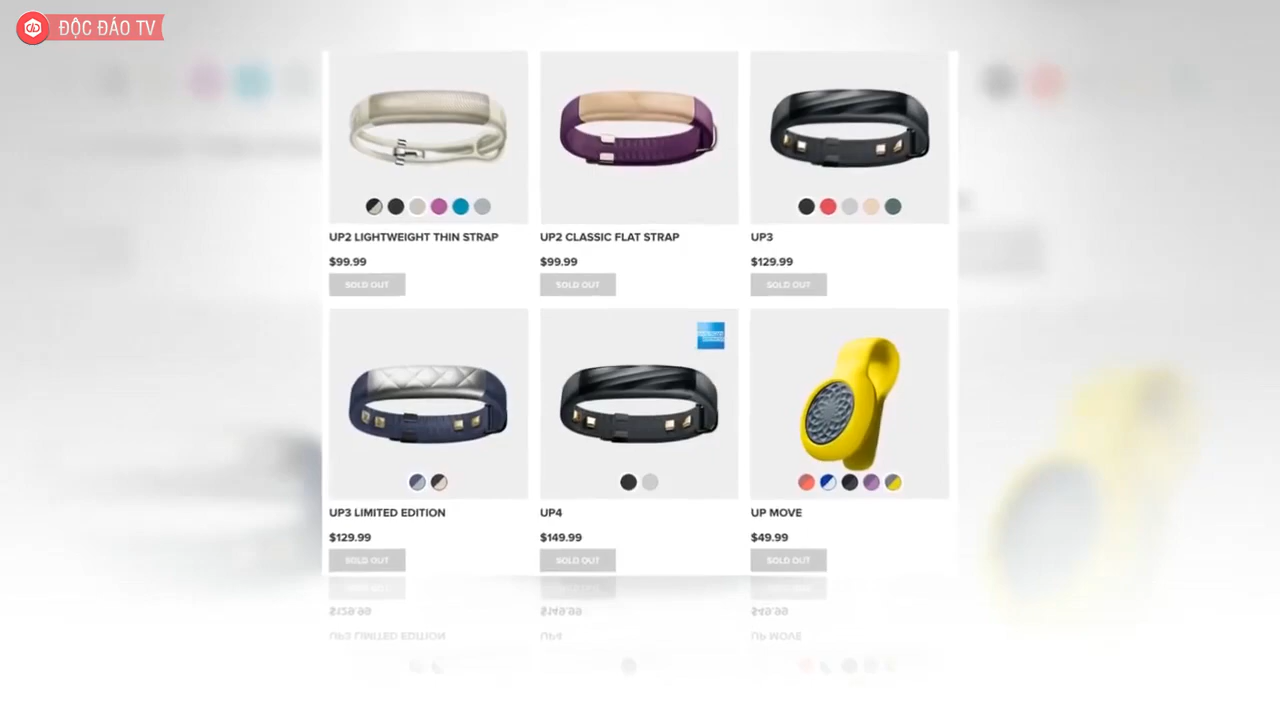 ĐỘC ĐÁO TV
UP2 LIGHTWEIGHT THIN STRAP
$99.99
SOLD OUT
UP2 CLASSIC FLAT STRAP
$99.99
SOLD OUT
UP3
$129.99
SOLD OUT
UP3 LIMITED EDITION
$129.99
SOLD OUT
UP4
$149.99
SOLD OUT
UP MOVE
$49.99
SOLD OUT